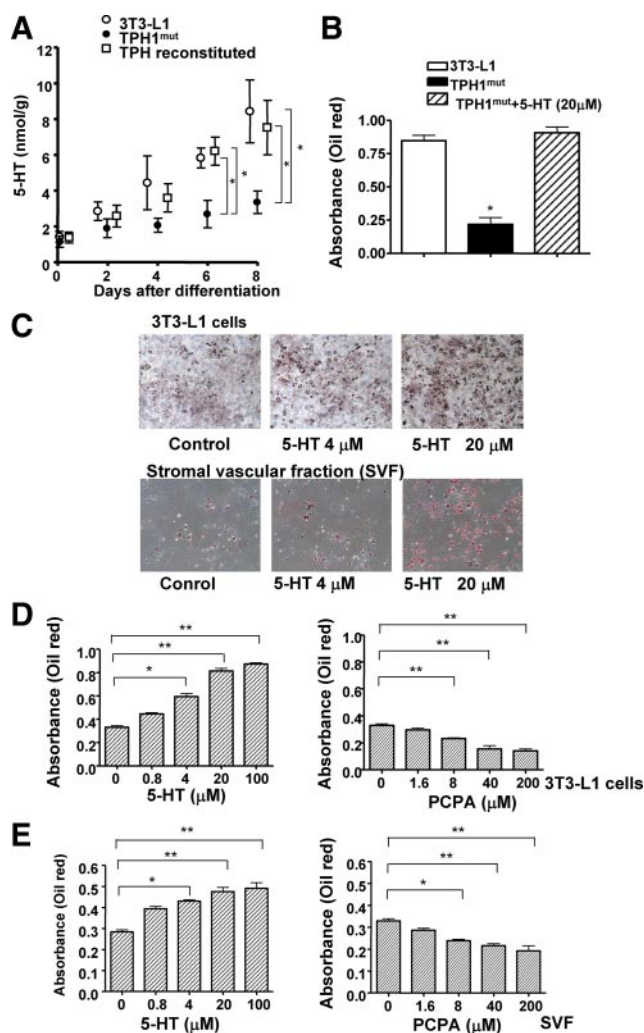 A
3T3-L1
TPH1mut
TPH reconstituted
5-HT (nmol/g)
12
10
8
6
4
2
0
*
*
*
*
0 2 4 6 8
Days after differentiation
B
3T3-L1
TPH1mut
TPH1mut+5-HT (20μM)
Absorbance (Oil red)
1.00
0.75
0.50
0.25
0.00
*
C
3T3-L1 cells
Control 5-HT 4 μM 5-HT 20 μM
Stromal vascular fraction (SVF)
Conrol 5-HT 4 μM 5-HT 20 μM
D
Absorbance (Oil red)
1.0
0.8
0.6
0.4
0.2
0.0
**
**
*
0 0.8 4 20 100
5-HT (μM)
Absorbance (Oil red)
1.0
0.8
0.6
0.4
0.2
0.0
**
**
**
0 1.6 8 40 200
PCPA (μM)
3T3-L1 cells
E
Absorbance (Oil red)
0.6
0.5
0.4
0.3
0.2
0.1
0.0
**
**
*
0 0.8 4 20 100
5-HT (μM)
Absorbance (Oil red)
0.6
0.5
0.4
0.3
0.2
0.1
0.0
**
**
*
0 1.6 8 40 200
PCPA (μM)
SVF